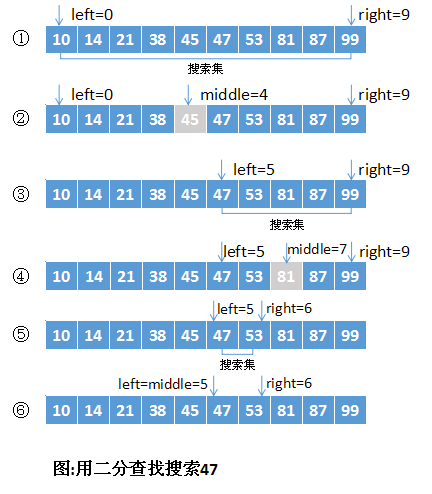 left=0 right=9
① 10 14 21 38 45 47 53 81 87 99
搜索集
left=0 middle=4 right=9
② 10 14 21 38 45 47 53 81 87 99
left=5 right=9
③ 10 14 21 38 45 47 53 81 87 99
搜索集
left=5 middle=7 right=9
④ 10 14 21 38 45 47 53 81 87 99
left=5 right=6
⑤ 10 14 21 38 45 47 53 81 87 99
搜索集
left=middle=5 right=6
⑥ 10 14 21 38 45 47 53 81 87 99
图:用二分查找搜索47